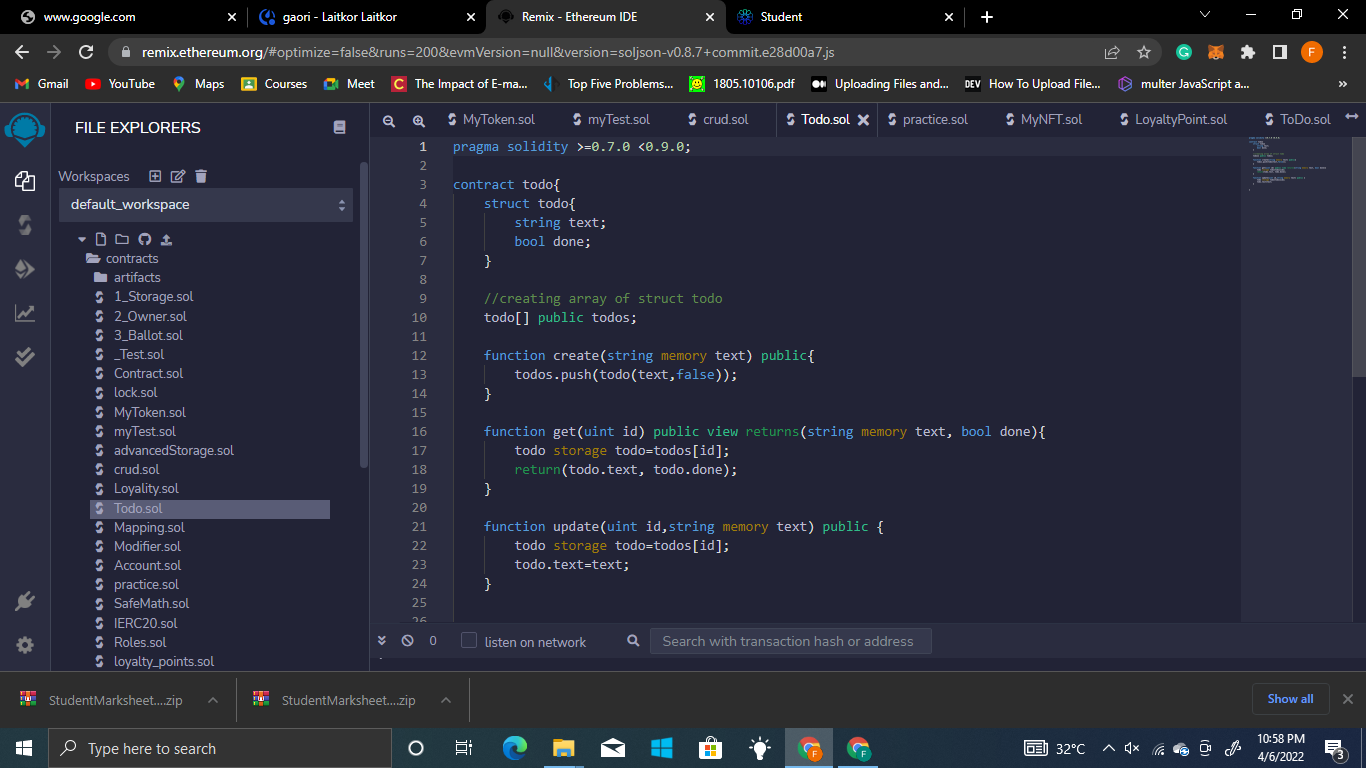 www.google.com
gaori - Laitkor Laitkor
Remix - Ethereum IDE
Student
remix.ethereum.org/#optimize=false&runs=200&evmVersion=null&version=soljson-v0.8.7+commit.e28d00a7.js
F
Gmail
YouTube
Maps
Courses
Meet
The Impact of E-ma...
Top Five Problems...
1805.10106.pdf
Uploading Files and...
DEV How To Upload File...
multer JavaScript a...
FILE EXPLORERS
Workspaces
default_workspace
contracts
artifacts
1_Storage.sol
2_Owner.sol
3_Ballot.sol
_Test.sol
Contract.sol
lock.sol
MyToken.sol
myTest.sol
advancedStorage.sol
crud.sol
Loyality.sol
Todo.sol
Mapping.sol
Modifier.sol
Account.sol
practice.sol
SafeMath.sol
IERC20.sol
Roles.sol
loyalty_points.sol
MyToken.sol
myTest.sol
crud.sol
Todo.sol
practice.sol
MyNFT.sol
LoyaltyPoint.sol
ToDo.sol
1 pragma solidity >=0.7.0 <0.9.0;
2
3 contract todo{
4 struct todo{
5 string text;
6 bool done;
7 }
8
9 //creating array of struct todo
10 todo[] public todos;
11
12 function create(string memory text) public{
13 todos.push(todo(text,false));
14 }
15
16 function get(uint id) public view returns(string memory text, bool done){
17 todo storage todo=todos[id];
18 return(todo.text, todo.done);
19 }
20
21 function update(uint id,string memory text) public {
22 todo storage todo=todos[id];
23 todo.text=text;
24 }
25
26
0
listen on network
Search with transaction hash or address
StudentMarksheet....zip
StudentMarksheet....zip
Show all
Type here to search
32°C
10:58 PM
4/6/2022
3